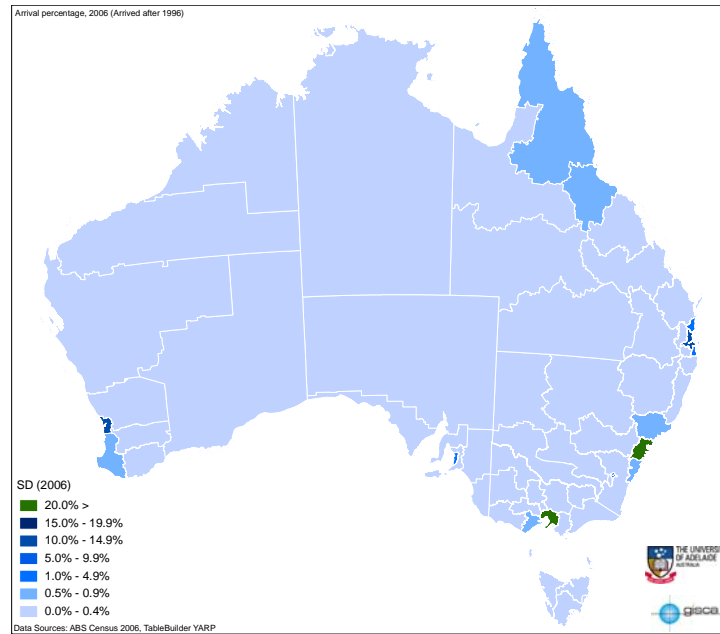 Arrival percentage, 2006 (Arrived after 1996)
SD (2006)
20.0% >
15.0% - 19.9%
10.0% - 14.9%
5.0% - 9.9%
1.0% - 4.9%
0.5% - 0.9%
0.0% - 0.4%
Data Sources: ABS Census 2006, TableBuilder YARP
THE UNIVERS
OF ADELAIDE
AUSTRALIA
gisca